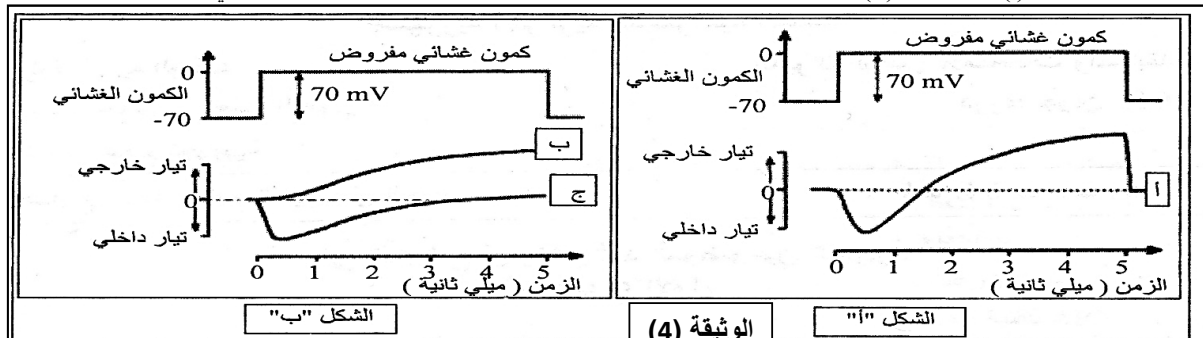 كمون غشائي مفروض
0
70 mV
الكمون الغشائي
-70
تيار خارجي
0
تيار داخلي
أ
0 1 2 3 4 5
الزمن ( ميلي ثانية )
الشكل "أ"
كمون غشائي مفروض
0
70 mV
الكمون الغشائي
-70
تيار خارجي
0
تيار داخلي
ب
ج
0 1 2 3 4 5
الزمن ( ميلي ثانية )
الشكل "ب"
الوثيقة (4)